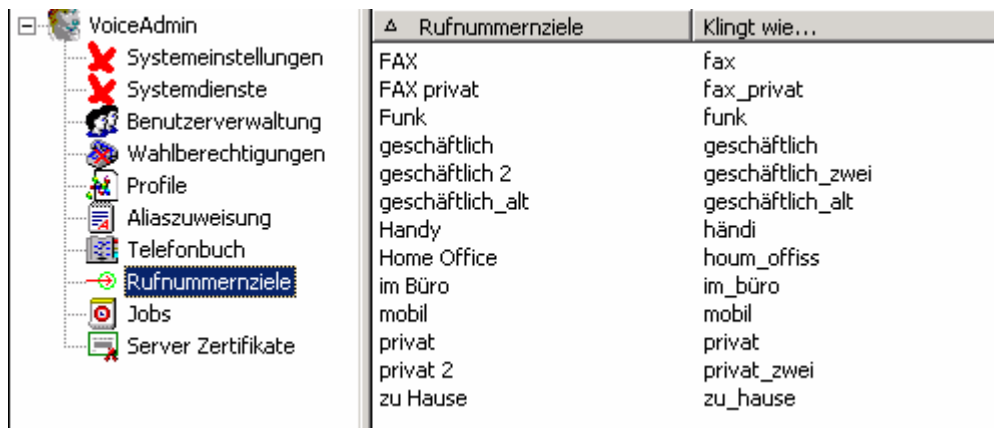 VoiceAdmin
Systemeinstellungen
Systemdienste
Benutzerverwaltung
Wahlberechtigungen
Profile
Aliaszuweisung
Telefonbuch
Rufnummernziele
Jobs
Server Zertifikate
Rufnummernziele Klingt wie...
FAX fax
FAX privat fax_privat
Funk funk
geschäftlich geschäftlich
geschäftlich 2 geschäftlich_zwei
geschäftlich_alt geschäftlich_alt
Handy händi
Home Office houm_offiss
im Büro im_büro
mobil mobil
privat privat
privat 2 privat_zwei
zu Hause zu_hause